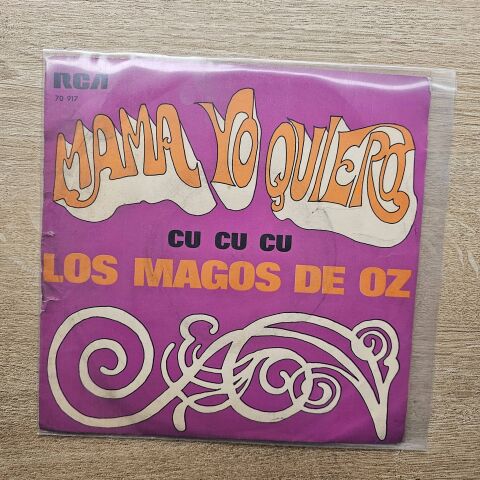 RCA
70 917
MAMA YO QUIERO
CU CU CU
LOS MAGOS DE OZ